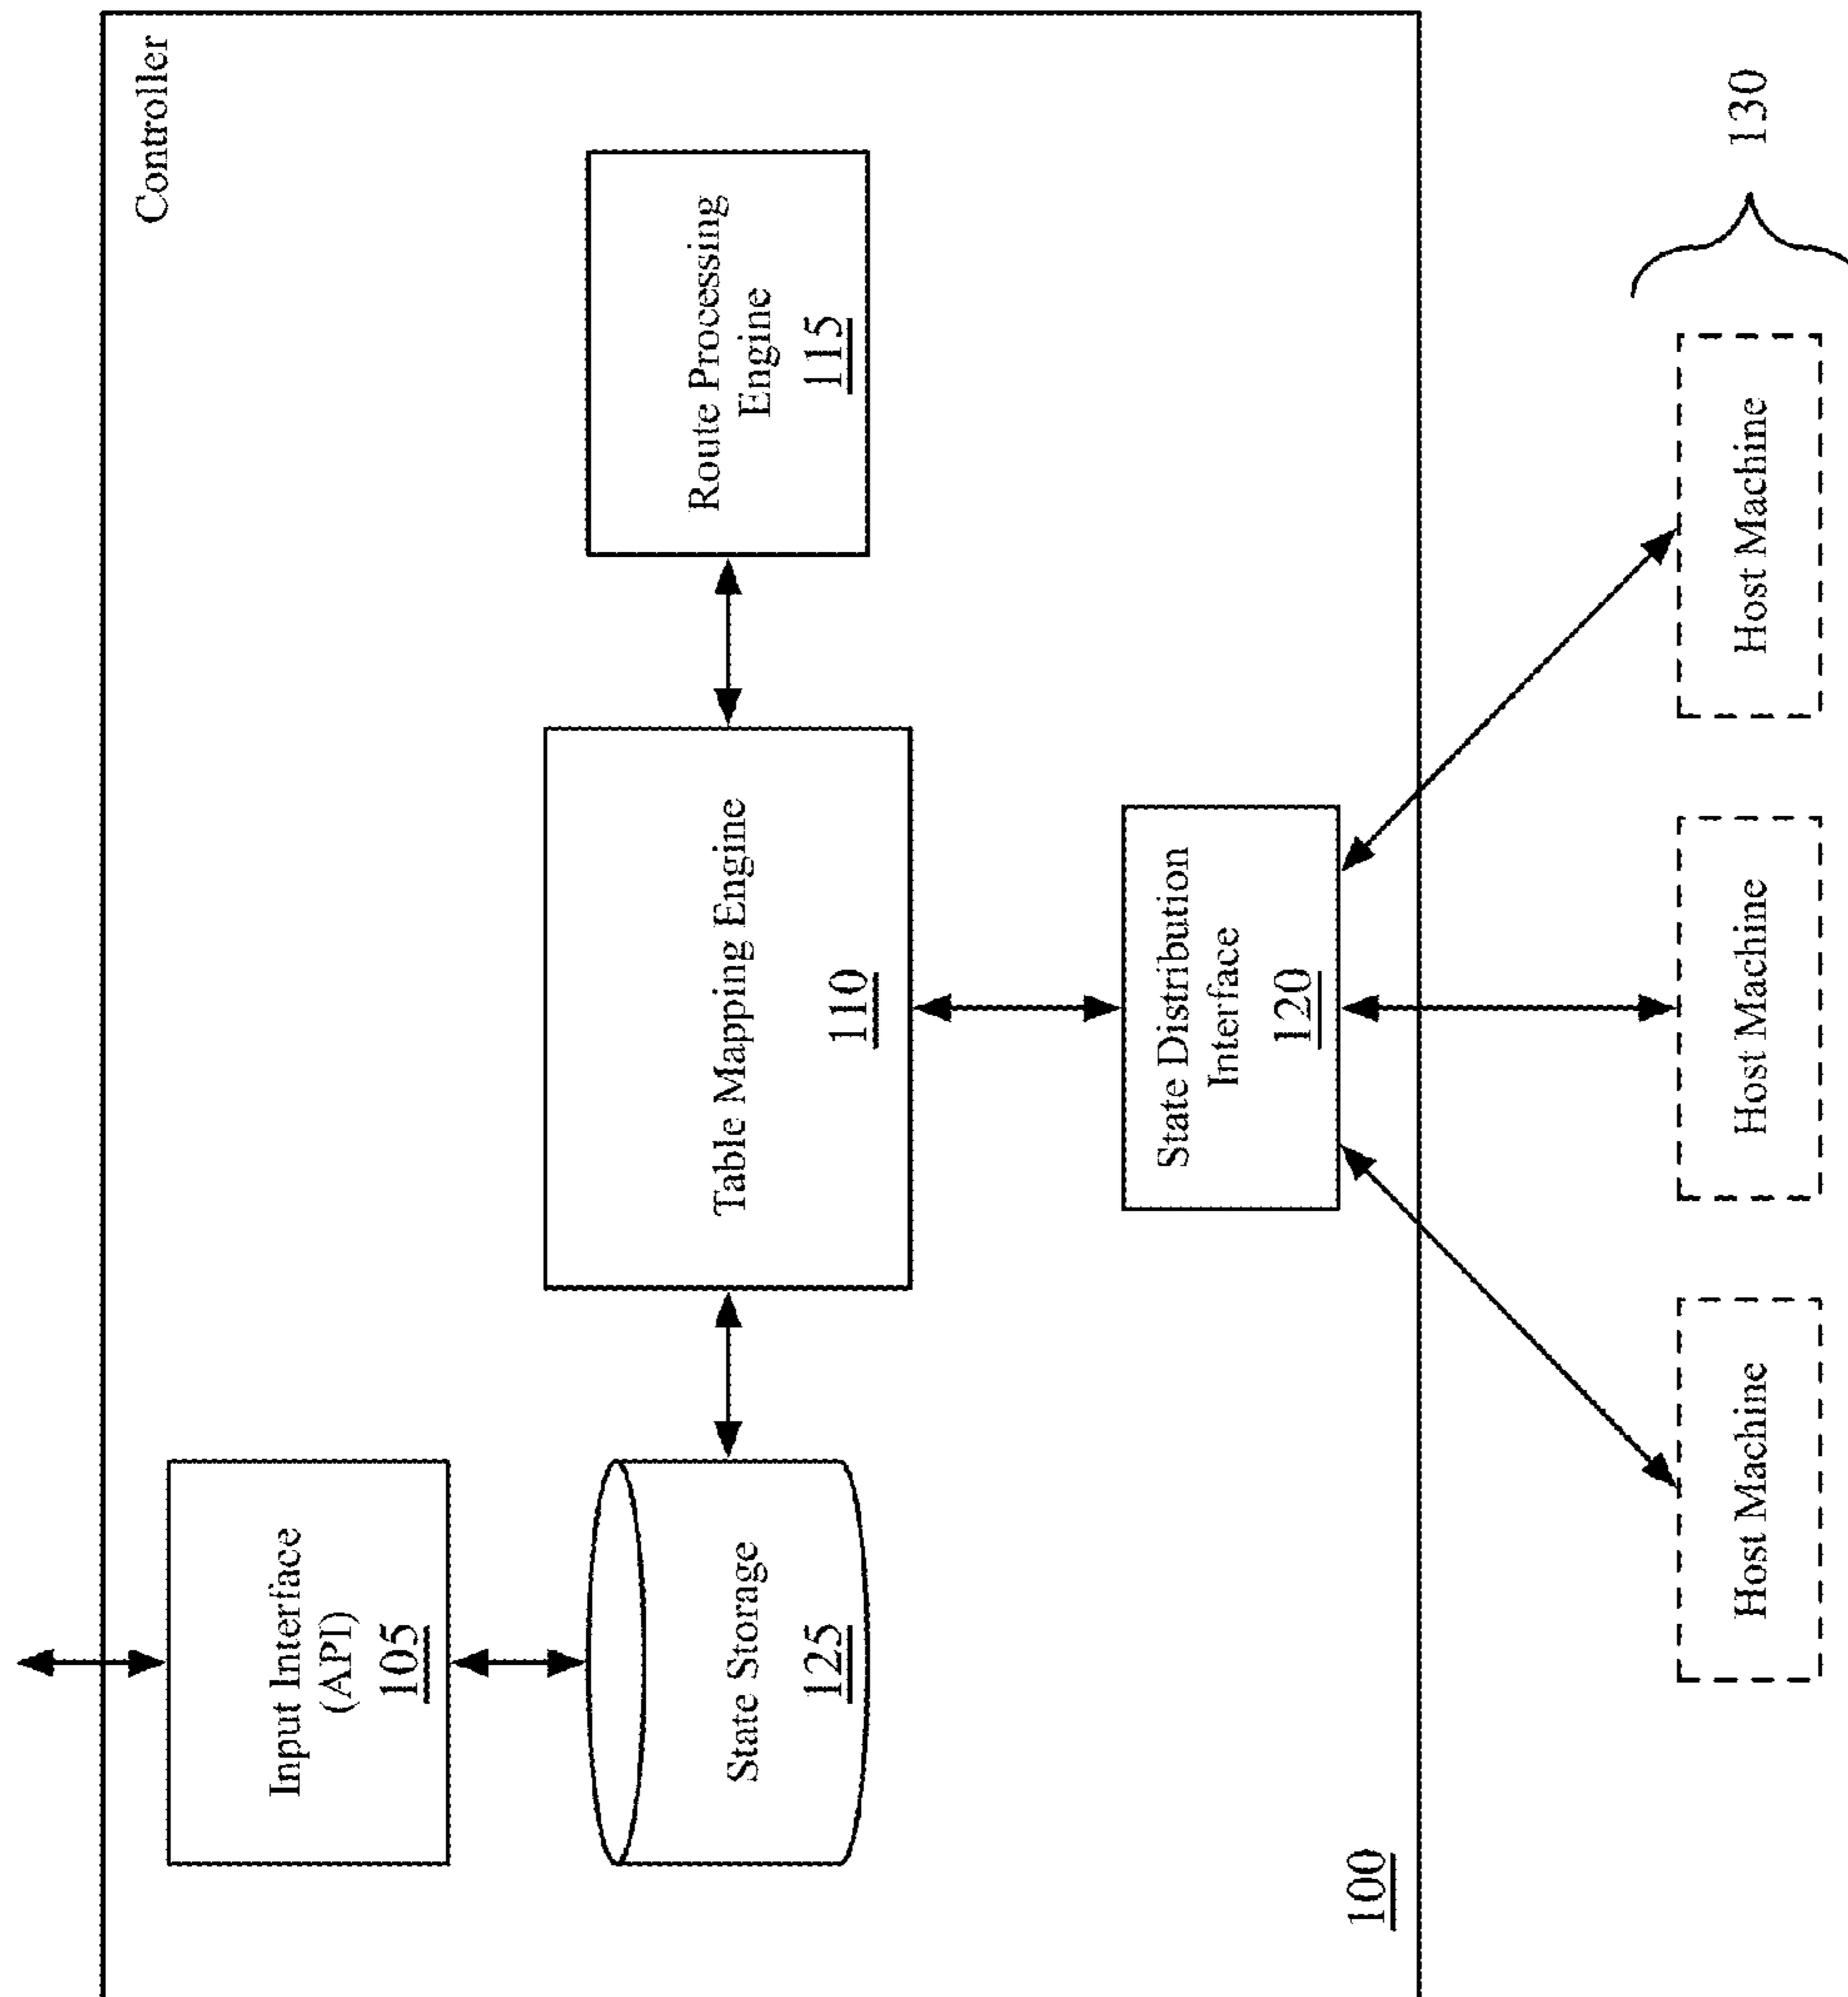 Controller
Input Interface
(API)
105
State Storage
125
Table Mapping Engine
110
Route Processing
Engine
115
State Distribution
Interface
120
100
Host Machine
Host Machine
Host Machine
130